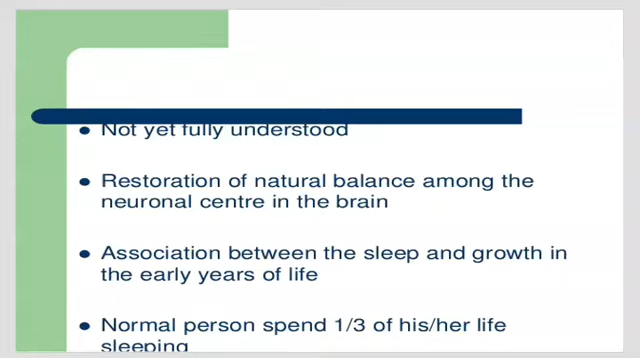 • Not yet fully understood
• Restoration of natural balance among the
neuronal centre in the brain
• Association between the sleep and growth in
the early years of life
• Normal person spend 1/3 of his/her life
sleeping